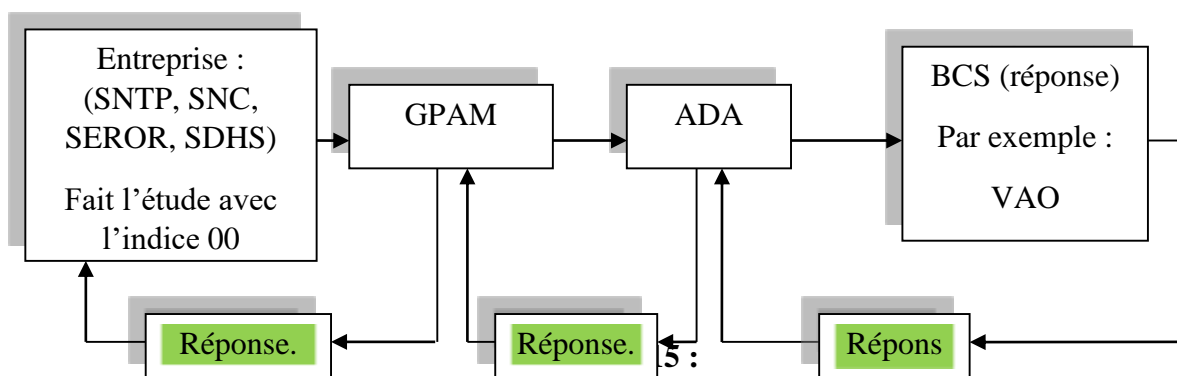 Entreprise :
(SNTP, SNC,
SEROR, SDHS)
Fait l’étude avec
l’indice 00
GPAM
ADA
BCS (réponse)
Par exemple :
VAO
Réponse.
Réponse.
Répons
15 :